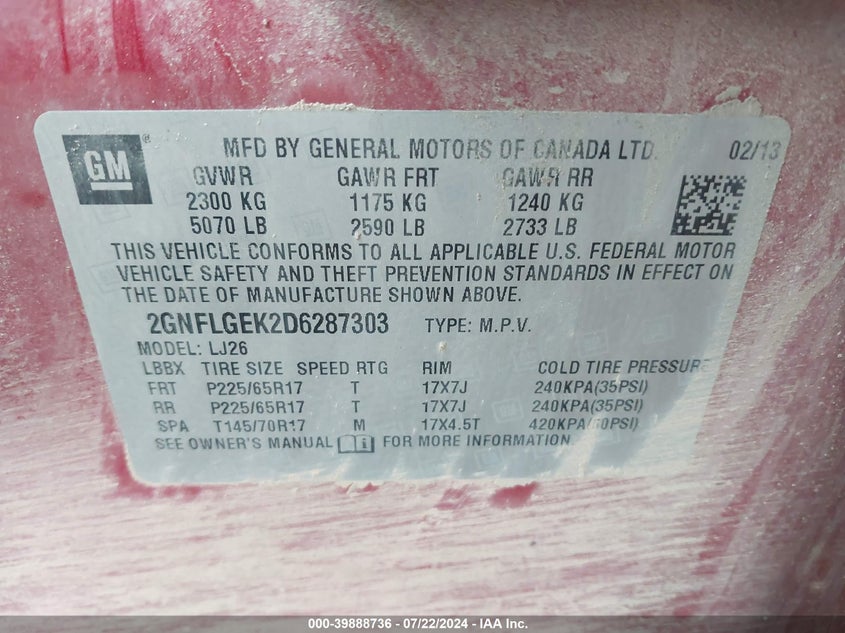 GM ® MFD BY GENERAL MOTORS OF CANADA LTD. 02/13
GVWR GAWR FRT GAWR RR
2300 KG 1175 KG 1240 KG
5070 LB 2590 LB 2733 LB
THIS VEHICLE CONFORMS TO ALL APPLICABLE U.S. FEDERAL MOTOR
VEHICLE SAFETY AND THEFT PREVENTION STANDARDS IN EFFECT ON
THE DATE OF MANUFACTURE SHOWN ABOVE.
2GNFLGEK2D6287303 TYPE: M.P.V.
MODEL: LJ26
LBBX TIRE SIZE SPEED RTG RIM COLD TIRE PRESSURE
FRT P225/65R17 T 17X7J 240KPA(35PSI)
RR P225/65R17 T 17X7J 240KPA(35PSI)
SPA T145/70R17 M 17X4.5T 420KPA(60PSI)
SEE OWNER'S MANUAL FOR MORE INFORMATION.
000-39888736 - 07/22/2024 - IAA Inc.